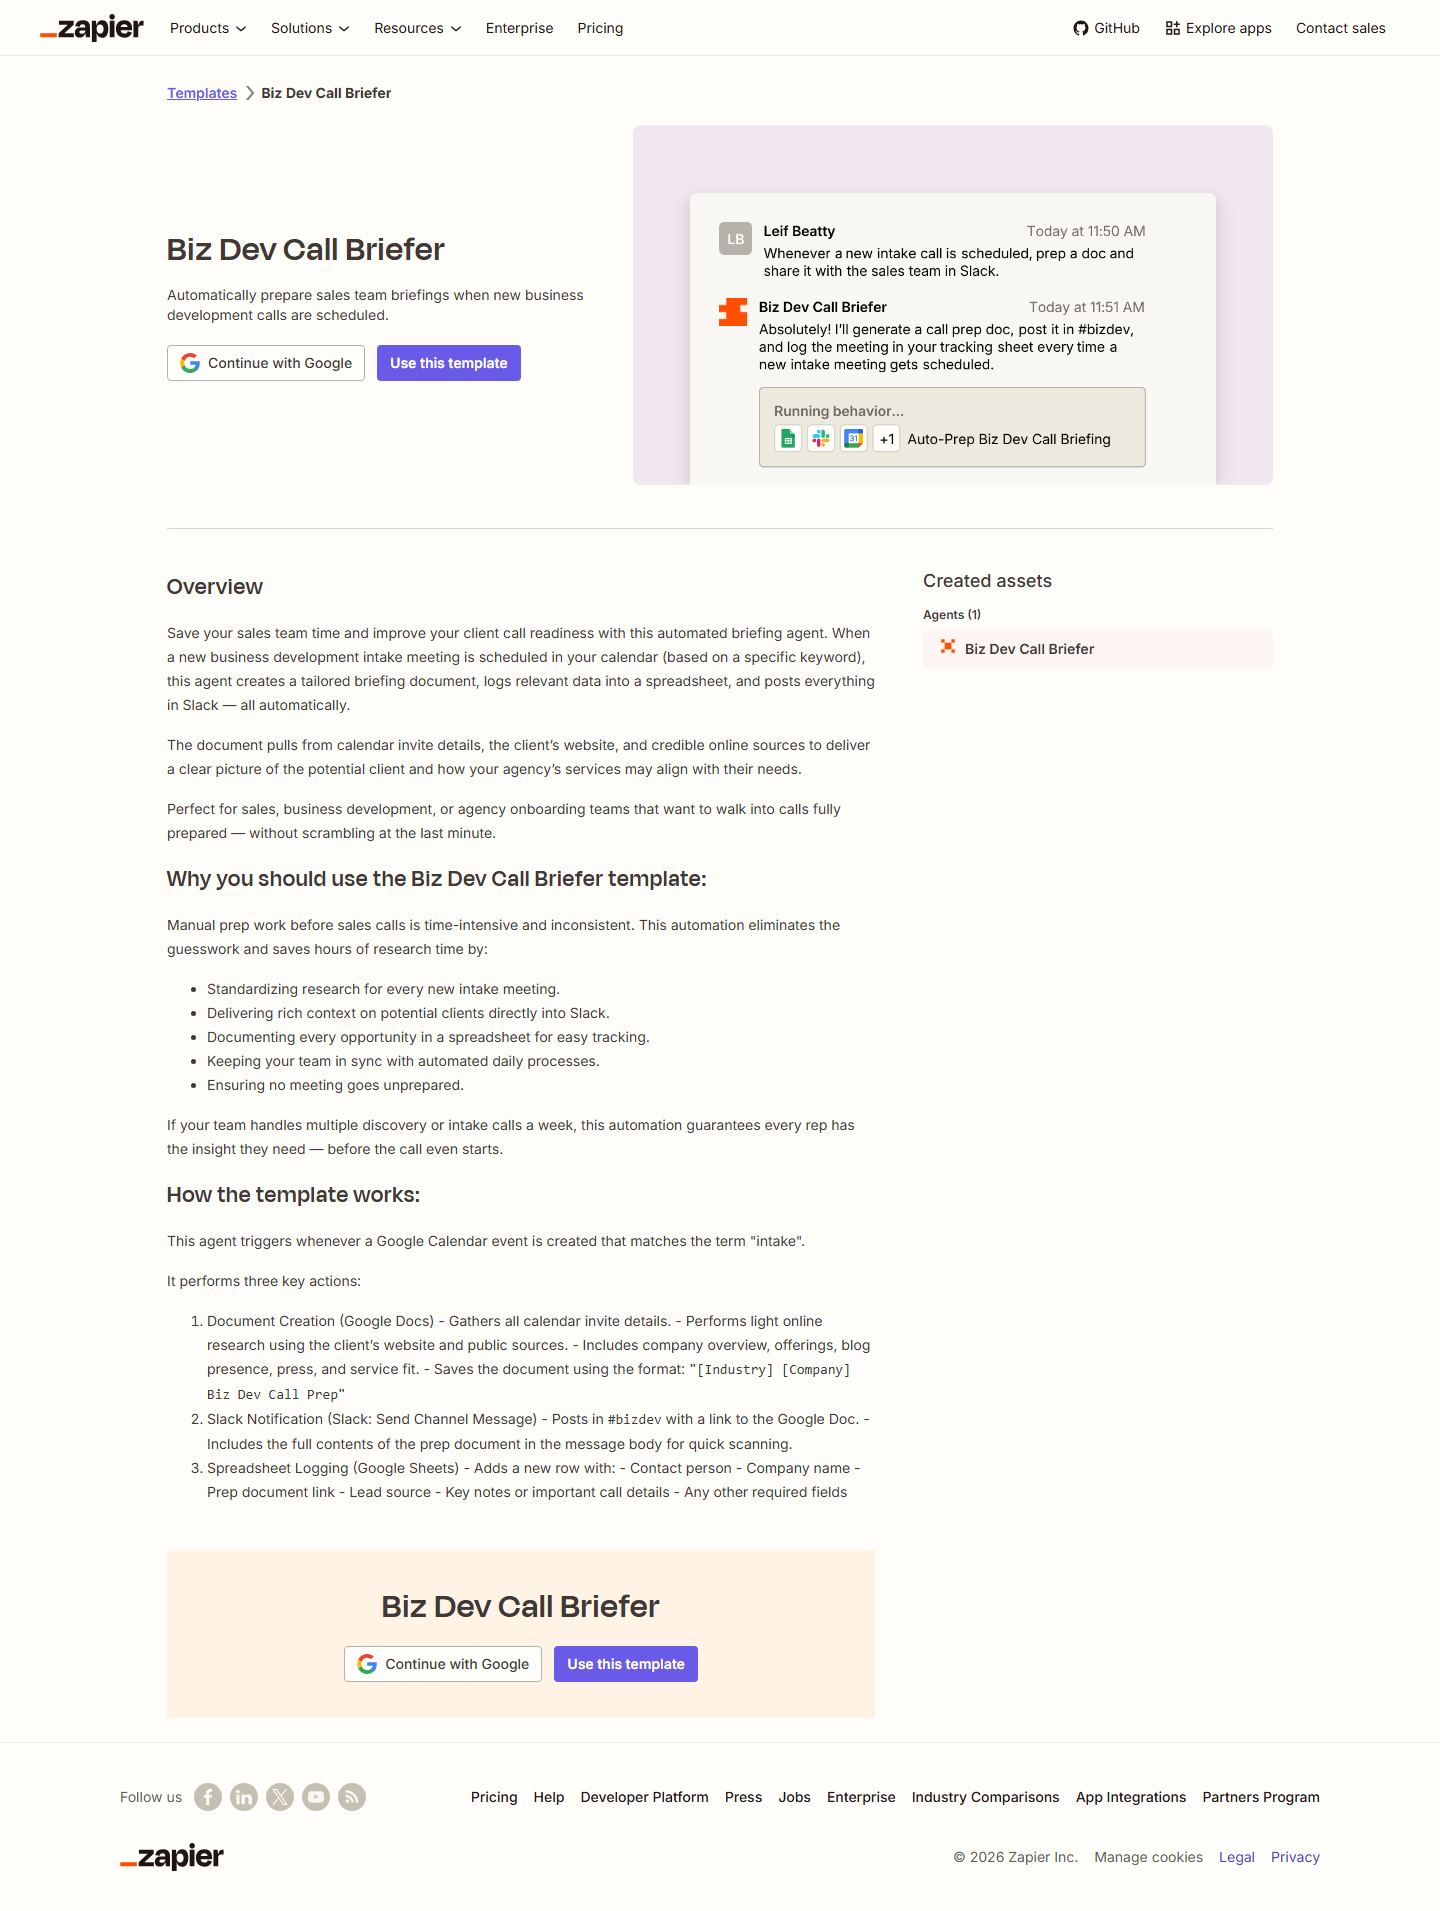 zapier Products Solutions Resources Enterprise Pricing GitHub Explore apps Contact sales
Templates Biz Dev Call Briefer
Biz Dev Call Briefer
Automatically prepare sales team briefings when new business
development calls are scheduled.
Continue with Google Use this template
LB Leif Beatty Today at 11:50 AM
Whenever a new intake call is scheduled, prep a doc and
share it with the sales team in Slack.
Biz Dev Call Briefer Today at 11:51 AM
Absolutely! I'll generate a call prep doc, post it in #bizdev,
and log the meeting in your tracking sheet every time a
new intake meeting gets scheduled.
Running behavior...
31 +1 Auto-Prep Biz Dev Call Briefing
Overview
Save your sales team time and improve your client call readiness with this automated briefing agent. When
a new business development intake meeting is scheduled in your calendar (based on a specific keyword),
this agent creates a tailored briefing document, logs relevant data into a spreadsheet, and posts everything
in Slack — all automatically.
The document pulls from calendar invite details, the client’s website, and credible online sources to deliver
a clear picture of the potential client and how your agency’s services may align with their needs.
Perfect for sales, business development, or agency onboarding teams that want to walk into calls fully
prepared — without scrambling at the last minute.
Why you should use the Biz Dev Call Briefer template:
Manual prep work before sales calls is time-intensive and inconsistent. This automation eliminates the
guesswork and saves hours of research time by:
• Standardizing research for every new intake meeting.
• Delivering rich context on potential clients directly into Slack.
• Documenting every opportunity in a spreadsheet for easy tracking.
• Keeping your team in sync with automated daily processes.
• Ensuring no meeting goes unprepared.
If your team handles multiple discovery or intake calls a week, this automation guarantees every rep has
the insight they need — before the call even starts.
How the template works:
This agent triggers whenever a Google Calendar event is created that matches the term "intake".
It performs three key actions:
1. Document Creation (Google Docs) - Gathers all calendar invite details. - Performs light online
research using the client’s website and public sources. - Includes company overview, offerings, blog
presence, press, and service fit. - Saves the document using the format: "[Industry] [Company]
Biz Dev Call Prep"
2. Slack Notification (Slack: Send Channel Message) - Posts in #bizdev with a link to the Google Doc. -
Includes the full contents of the prep document in the message body for quick scanning.
3. Spreadsheet Logging (Google Sheets) - Adds a new row with: - Contact person - Company name -
Prep document link - Lead source - Key notes or important call details - Any other required fields
Created assets
Agents (1)
Biz Dev Call Briefer
Biz Dev Call Briefer
Continue with Google Use this template
Follow us Pricing Help Developer Platform Press Jobs Enterprise Industry Comparisons App Integrations Partners Program
zapier © 2026 Zapier Inc. Manage cookies Legal Privacy